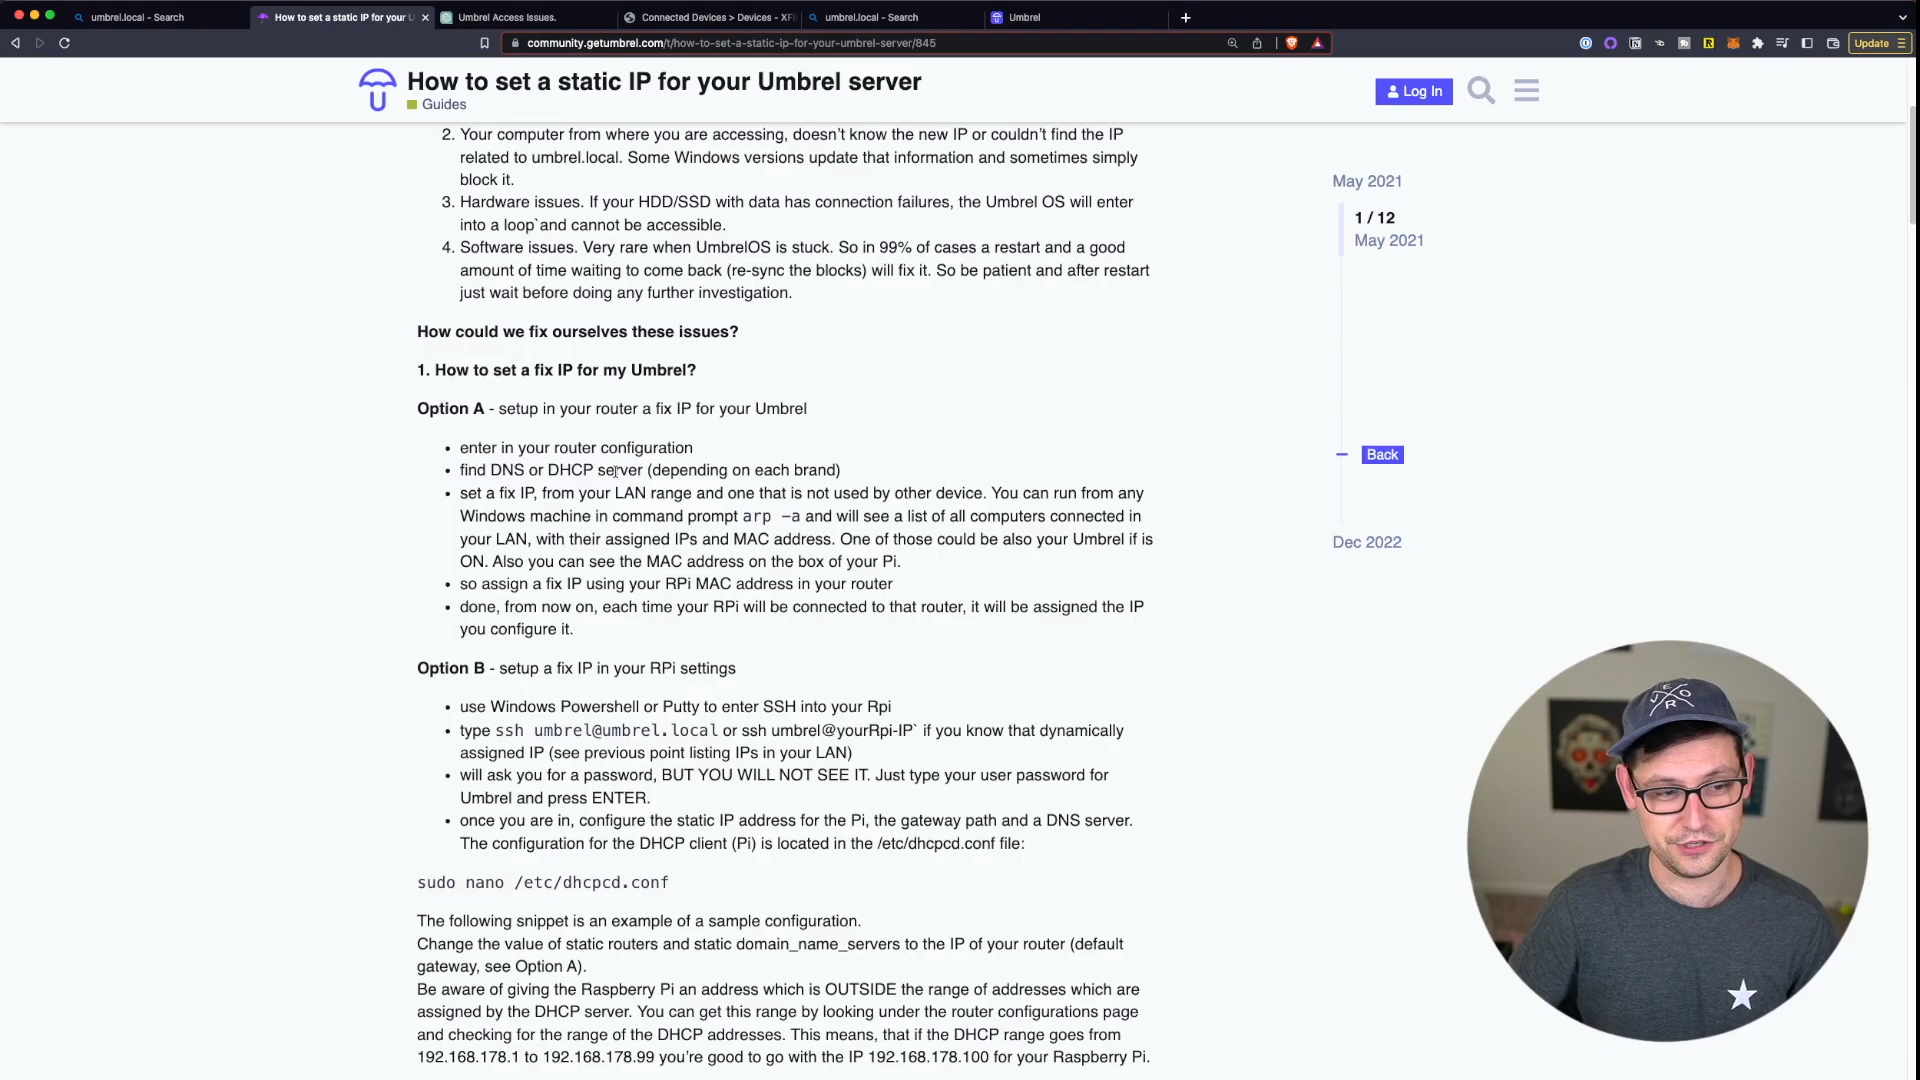 umbrel.local - Search
How to set a static IP for your U
Umbrel Access Issues.
Connected Devices > Devices - XFI
umbrel.local - Search
Umbrel
community.getumbrel.com/t/how-to-set-a-static-ip-for-your-umbrel-server/845
Update
How to set a static IP for your Umbrel server
Guides
Log In
2. Your computer from where you are accessing, doesn’t know the new IP or couldn’t find the IP
related to umbrel.local. Some Windows versions update that information and sometimes simply
block it.
3. Hardware issues. If your HDD/SSD with data has connection failures, the Umbrel OS will enter
into a loop`and cannot be accessible.
4. Software issues. Very rare when UmbrelOS is stuck. So in 99% of cases a restart and a good
amount of time waiting to come back (re-sync the blocks) will fix it. So be patient and after restart
just wait before doing any further investigation.
How could we fix ourselves these issues?
1. How to set a fix IP for my Umbrel?
Option A - setup in your router a fix IP for your Umbrel
• enter in your router configuration
• find DNS or DHCP server (depending on each brand)
• set a fix IP, from your LAN range and one that is not used by other device. You can run from any
Windows machine in command prompt arp -a and will see a list of all computers connected in
your LAN, with their assigned IPs and MAC address. One of those could be also your Umbrel if is
ON. Also you can see the MAC address on the box of your Pi.
• so assign a fix IP using your RPi MAC address in your router
• done, from now on, each time your RPi will be connected to that router, it will be assigned the IP
you configure it.
Option B - setup a fix IP in your RPi settings
• use Windows Powershell or Putty to enter SSH into your Rpi
• type ssh umbrel@umbrel.local or ssh umbrel@yourRpi-IP` if you know that dynamically
assigned IP (see previous point listing IPs in your LAN)
• will ask you for a password, BUT YOU WILL NOT SEE IT. Just type your user password for
Umbrel and press ENTER.
• once you are in, configure the static IP address for the Pi, the gateway path and a DNS server.
The configuration for the DHCP client (Pi) is located in the /etc/dhcpcd.conf file:
sudo nano /etc/dhcpcd.conf
The following snippet is an example of a sample configuration.
Change the value of static routers and static domain_name_servers to the IP of your router (default
gateway, see Option A).
Be aware of giving the Raspberry Pi an address which is OUTSIDE the range of addresses which are
assigned by the DHCP server. You can get this range by looking under the router configurations page
and checking for the range of the DHCP addresses. This means, that if the DHCP range goes from
192.168.178.1 to 192.168.178.99 you’re good to go with the IP 192.168.178.100 for your Raspberry Pi.
May 2021
1 / 12
May 2021
Back
Dec 2022